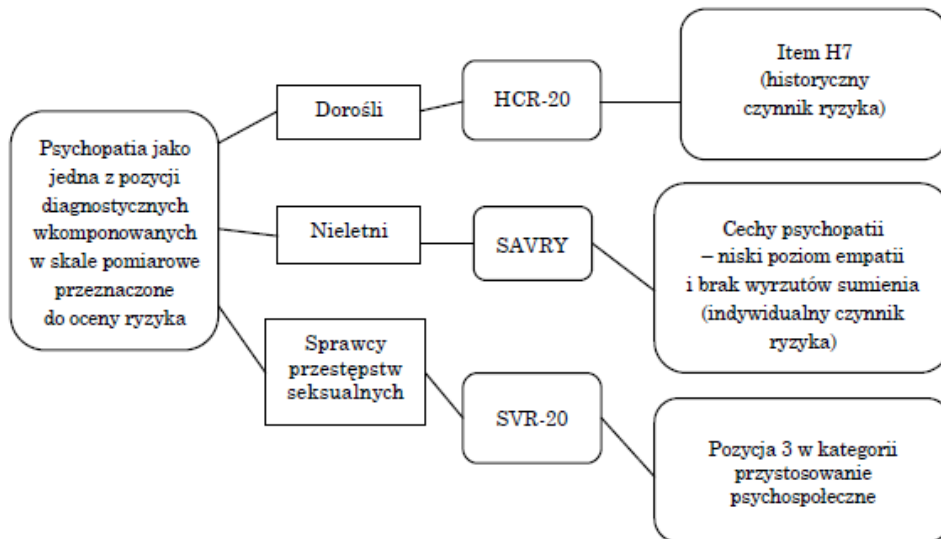 Psychopatia jako
jedna z pozycji
diagnostycznych
wkomponowanych
w skale pomiarowe
przeznaczone
do oceny ryzyka
Dorośli
HCR-20
Item H7
(historyczny
czynnik ryzyka)
Nieletni
SAVRY
Cechy psychopatii
– niski poziom empatii
i brak wyrzutów sumienia
(indywidualny czynnik
ryzyka)
Sprawcy
przestępstw
seksualnych
SVR-20
Pozycja 3 w kategorii
przystosowanie
psychospołeczne